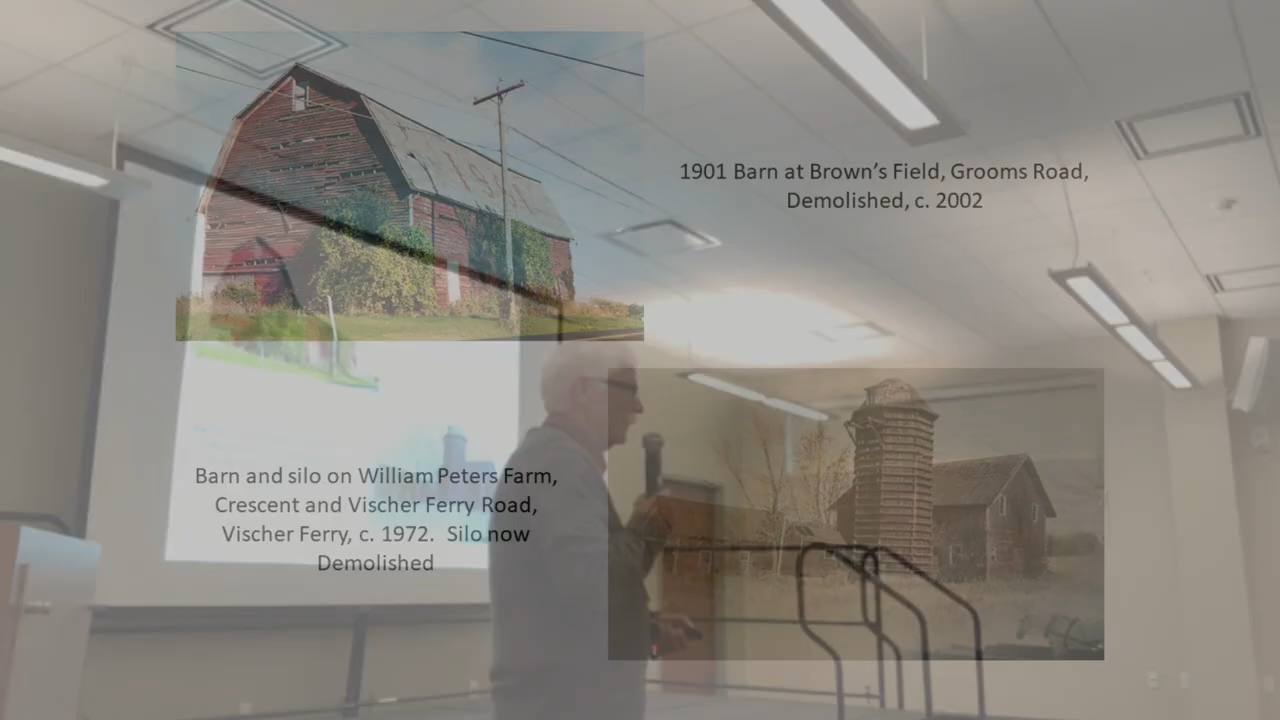 1901 Barn at Brown's Field, Grooms Road,
Demolished, c. 2002
Barn and silo on William Peters Farm,
Crescent and Vischer Ferry Road,
Vischer Ferry, c. 1972. Silo now
Demolished